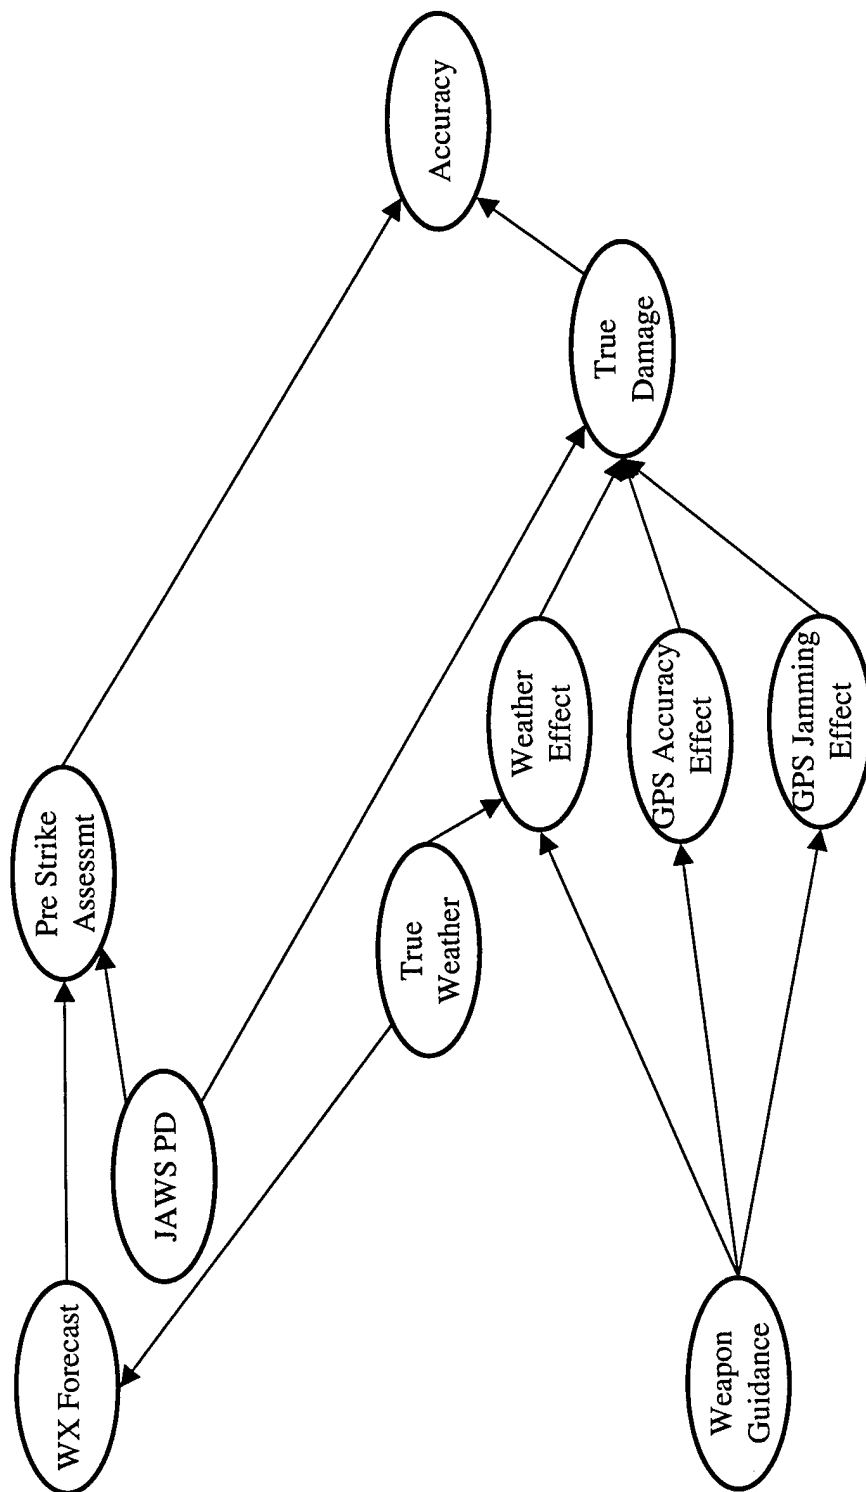 WX Forecast
JAWS PD
Pre Strike
Assessmt
True
Weather
Accuracy
Weather
Effect
True
Damage
GPS Accuracy
Effect
Weapon
Guidance
GPS Jamming
Effect